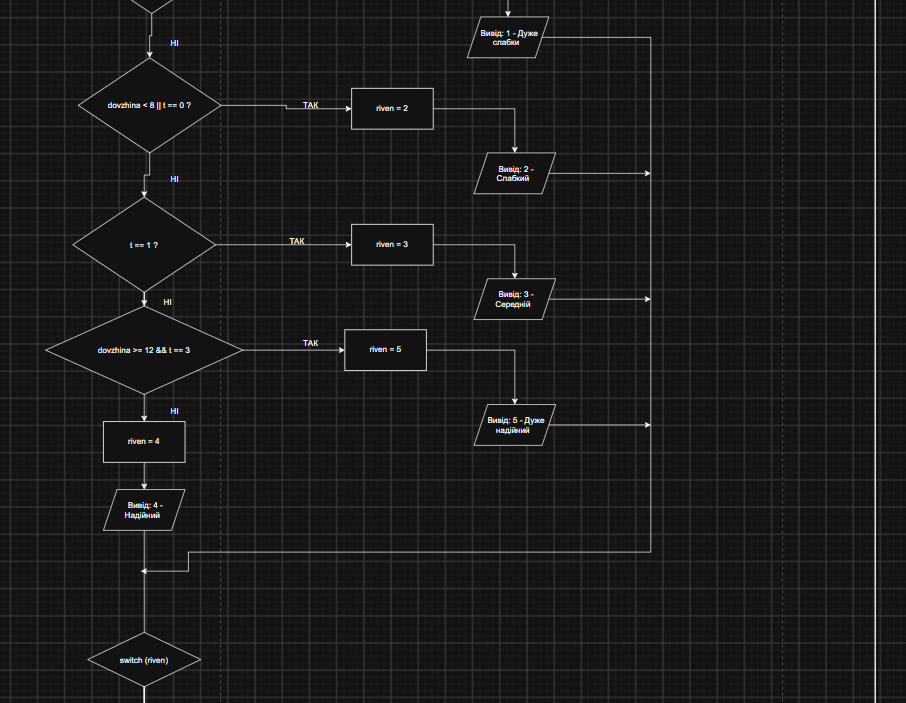 Вивід: 1 - Дуже
слабки
НІ
dovzhina < 8 || t == 0 ?
ТАК
riven = 2
Вивід: 2 -
Слабкий
НІ
t == 1 ?
ТАК
riven = 3
Вивід: 3 -
Середній
НІ
dovzhina >= 12 && t == 3
ТАК
riven = 5
Вивід: 5 - Дуже
надійний
НІ
riven = 4
Вивід: 4 -
Надійний
switch (riven)